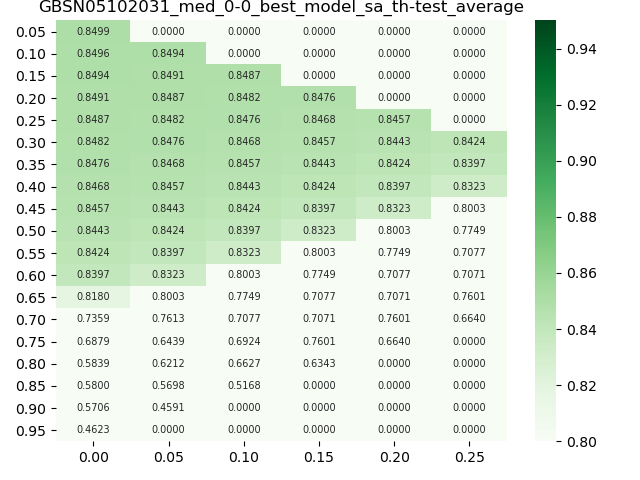 GBSN05102031_med_0-0_best_model_sa_th-test_average
0.05 0.8499 0.0000 0.0000 0.0000 0.0000 0.0000
0.10 0.8496 0.8494 0.0000 0.0000 0.0000 0.0000
0.15 0.8494 0.8491 0.8487 0.0000 0.0000 0.0000
0.20 0.8491 0.8487 0.8482 0.8476 0.0000 0.0000
0.25 0.8487 0.8482 0.8476 0.8468 0.8457 0.0000
0.30 0.8482 0.8476 0.8468 0.8457 0.8443 0.8424
0.35 0.8476 0.8468 0.8457 0.8443 0.8424 0.8397
0.40 0.8468 0.8457 0.8443 0.8424 0.8397 0.8323
0.45 0.8457 0.8443 0.8424 0.8397 0.8323 0.8003
0.50 0.8443 0.8424 0.8397 0.8323 0.8003 0.7749
0.55 0.8424 0.8397 0.8323 0.8003 0.7749 0.7077
0.60 0.8397 0.8323 0.8003 0.7749 0.7077 0.7071
0.65 0.8180 0.8003 0.7749 0.7077 0.7071 0.7601
0.70 0.7359 0.7613 0.7077 0.7071 0.7601 0.6640
0.75 0.6879 0.6439 0.6924 0.7601 0.6640 0.0000
0.80 0.5839 0.6212 0.6627 0.6343 0.0000 0.0000
0.85 0.5800 0.5698 0.5168 0.0000 0.0000 0.0000
0.90 0.5706 0.4591 0.0000 0.0000 0.0000 0.0000
0.95 0.4623 0.0000 0.0000 0.0000 0.0000 0.0000
0.00 0.05 0.10 0.15 0.20 0.25
0.94
0.92
0.90
0.88
0.86
0.84
0.82
0.80